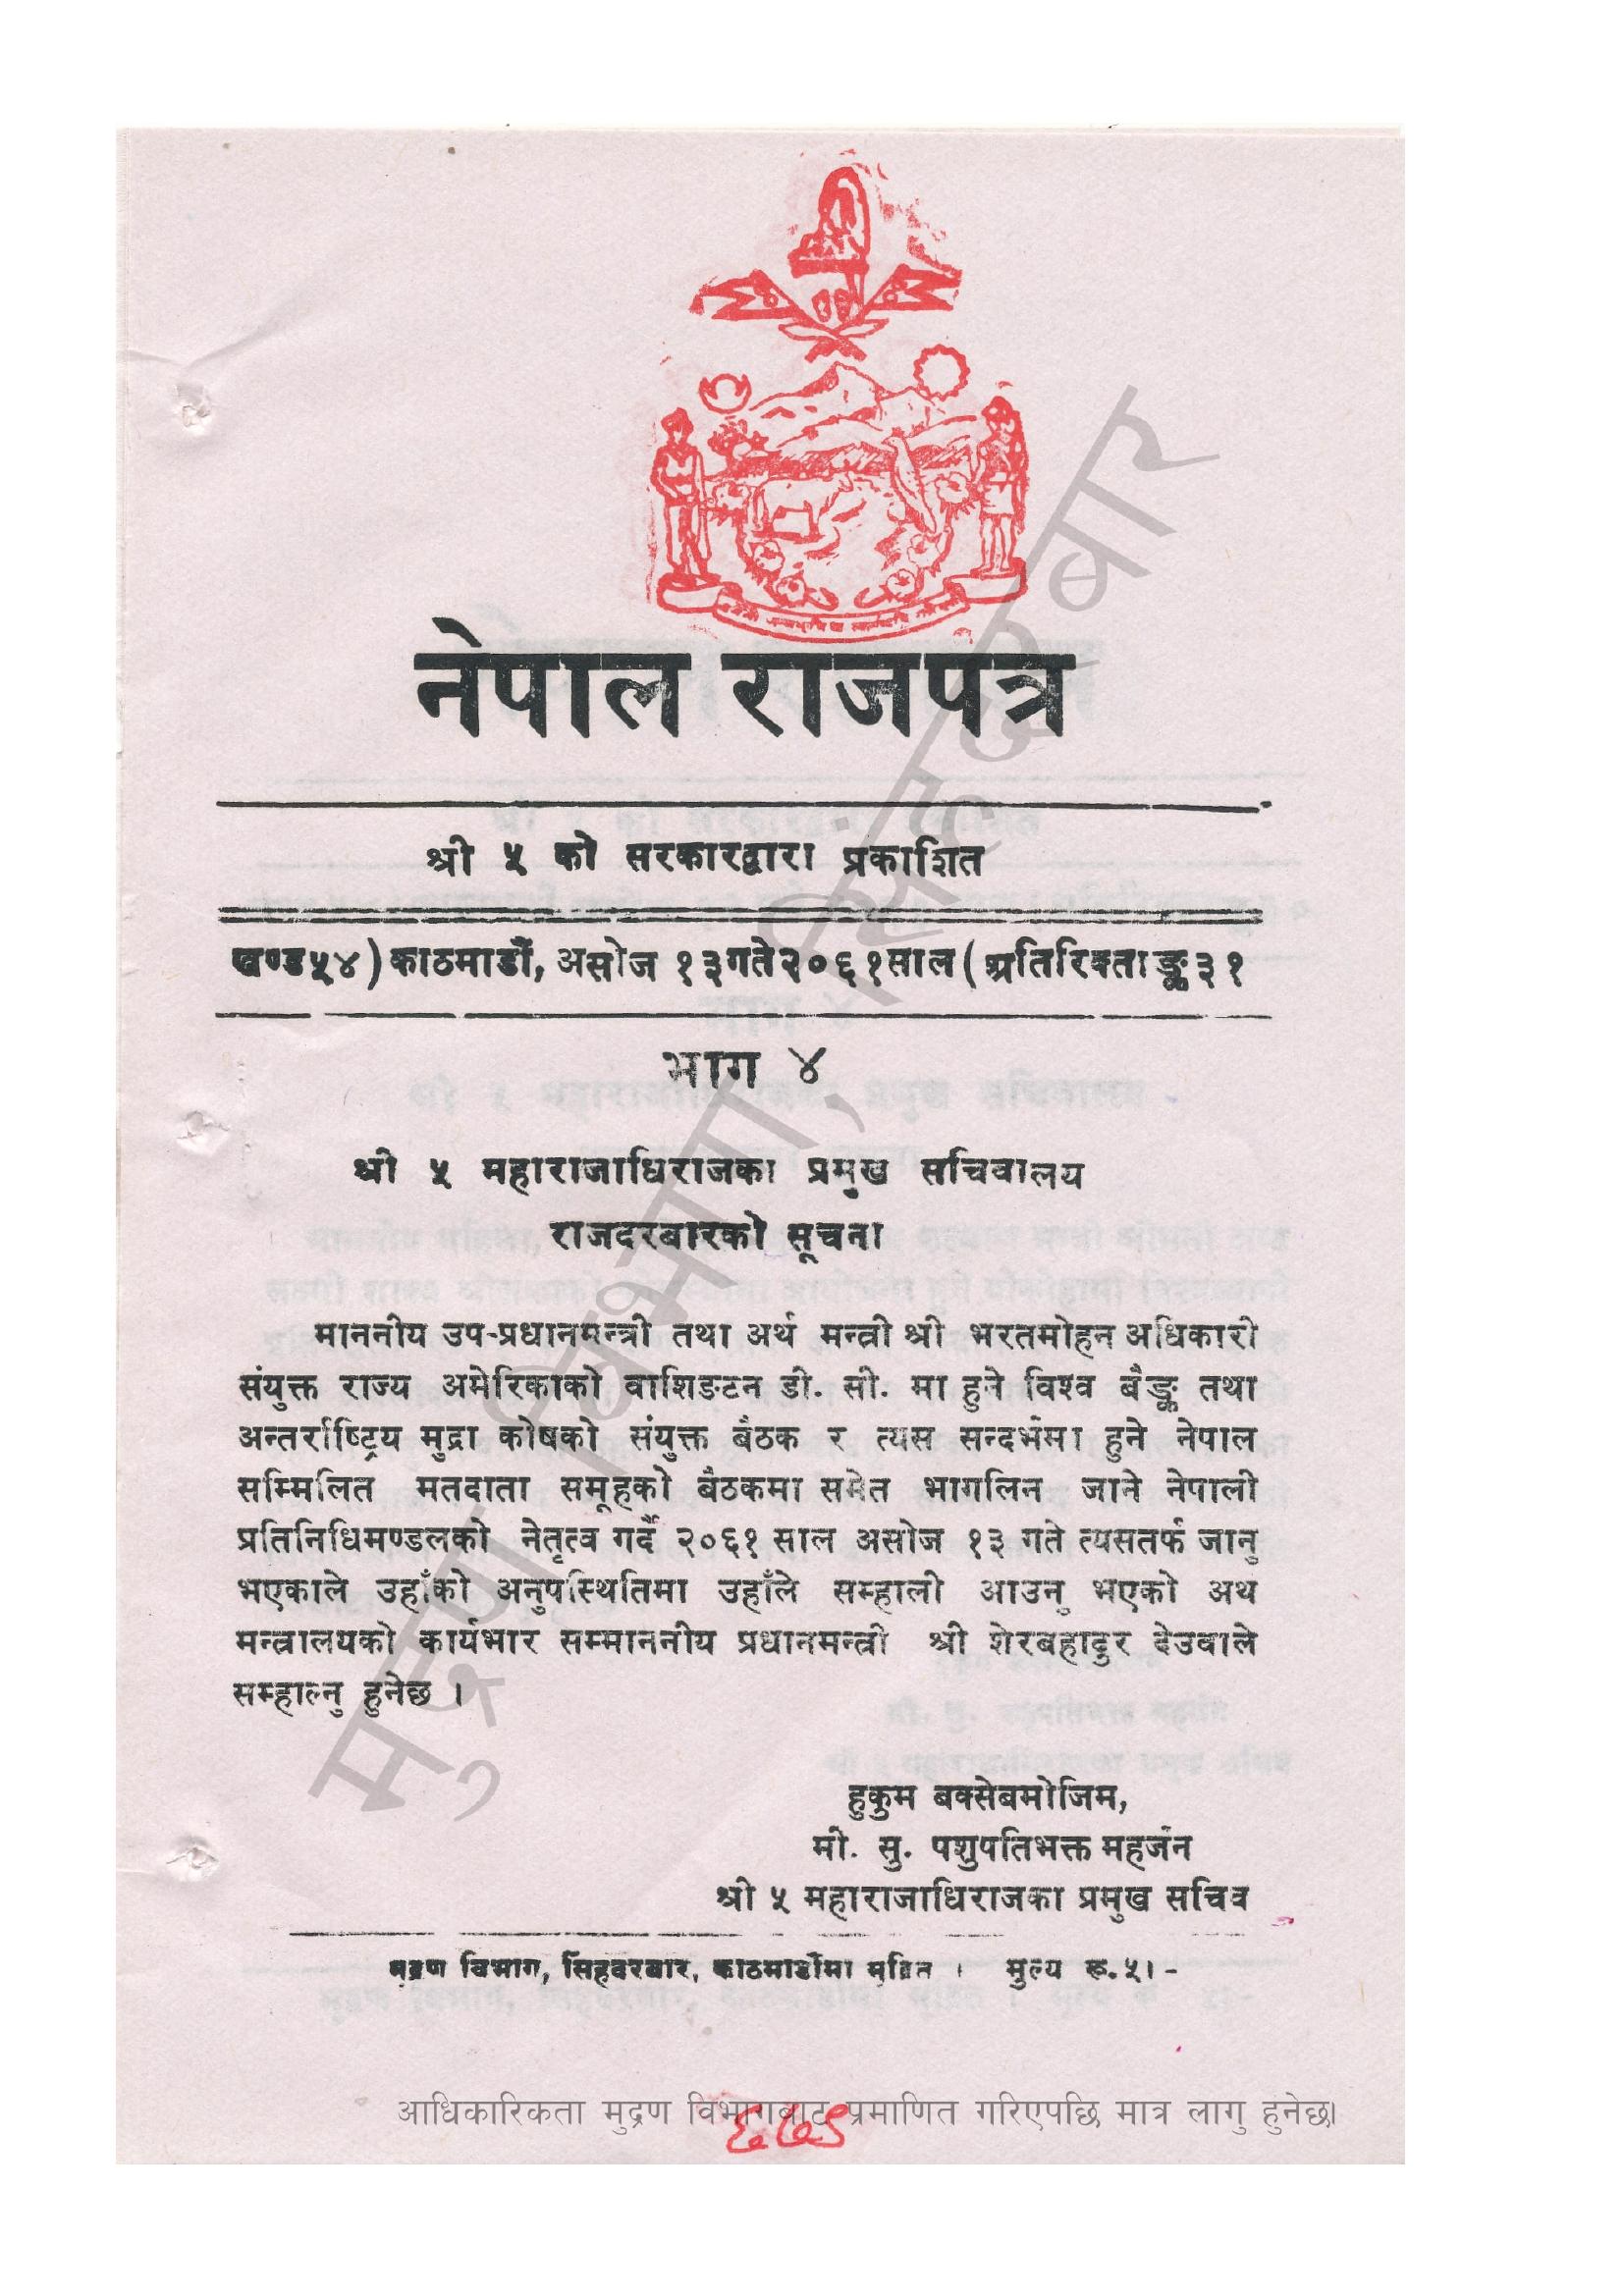 नेपाल राजपत्र
श्री ५ को सरकारद्वारा प्रकाशित
खण्ड५४) काठमाडौं, असोज १३ गते २०६१ साल ( अतिरिक्ताङ्क ३१
भाग ४
श्री ५ महाराजाधिराजका प्रमुख सचिवालय
राजदरबारको सूचना
माननीय उप-प्रधानमन्त्री तथा अर्थ मन्त्री श्री भरतमोहन अधिकारी
संयुक्त राज्य अमेरिकाको वाशिङटन डी. सी. मा हुने विश्व बैङ्क तथा
अन्तर्राष्ट्रिय मुद्रा कोषको संयुक्त बैठक र त्यस सन्दर्भमा हुने नेपाल
सम्मिलित मतदाता समूहको बैठकमा समेत भागलिन जाने नेपाली
प्रतिनिधिमण्डलको नेतृत्व गर्दै २०६१ साल असोज १३ गते त्यसतर्फ जानु
भएकाले उहाँको अनुपस्थितिमा उहाँले सम्हाली आउनु भएको अथ
मन्त्रालयको कार्यभार सम्माननीय प्रधानमन्त्री श्री शेरबहादुर देउवाले
सम्हाल्नु हुनेछ ।
हुकुम बक्सेबमोजिम,
मी. सु. पशुपतिभक्त महर्जन
श्री ५ महाराजाधिराजका प्रमुख सचिव
मुद्रण विभाग, सिंहदरबार, काठमाडौंमा मुद्रित । मुल्य रू. ५।-
आधिकारिकता मुद्रण विभागबाट प्रमाणित गरिएपछि मात्र लागु हुनेछ।
मुद्रण विभाग, सिंहदरबार